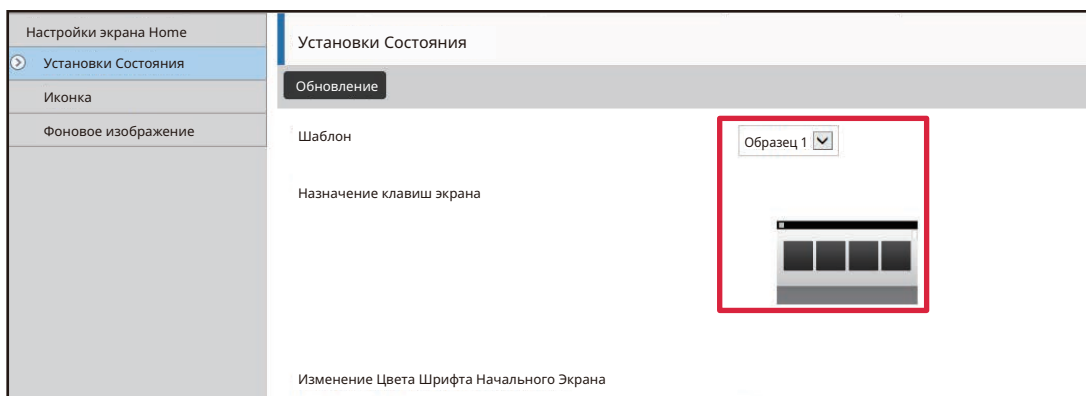 Настройки экрана Home
Установки Состояния
Иконка
Фоновое изображение
Установки Состояния
Обновление
Шаблон
Образец 1
Назначение клавиш экрана
Изменение Цвета Шрифта Начального Экрана